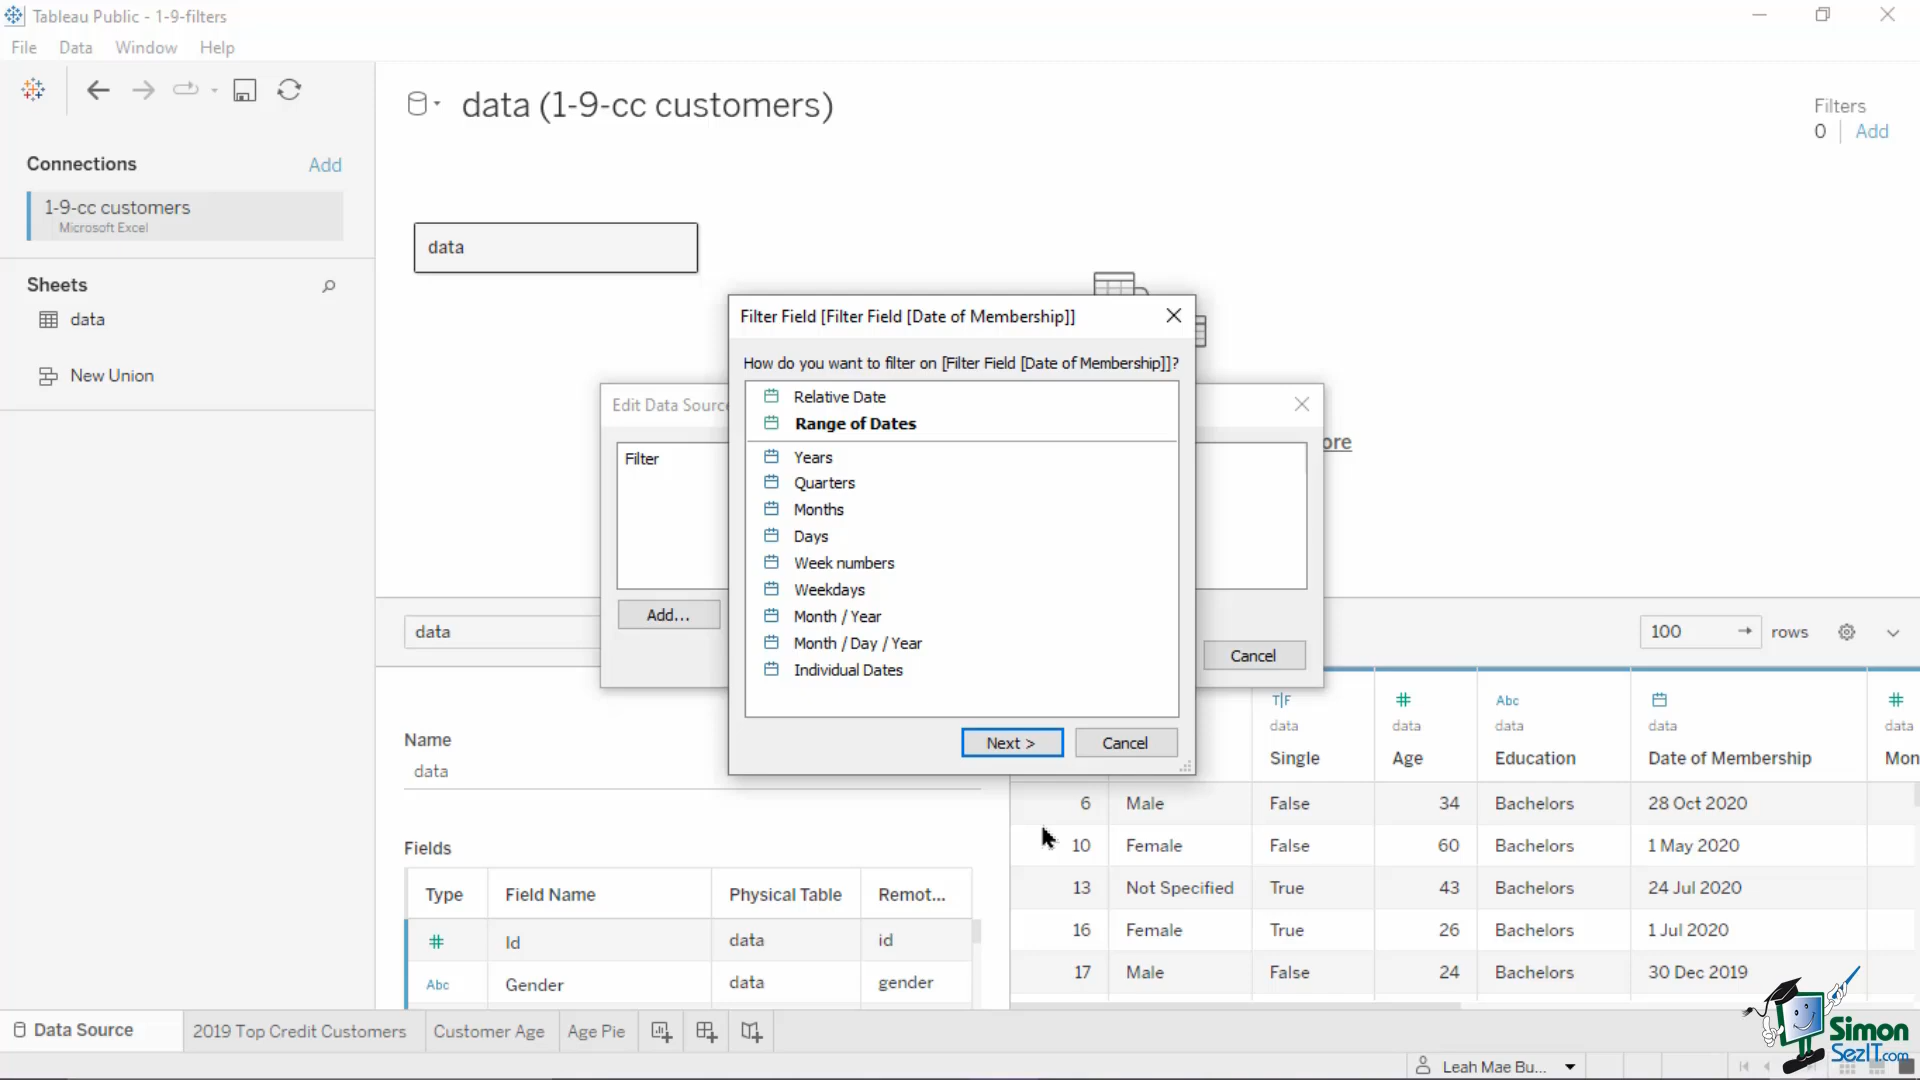 Tableau Public - 1-9-filters
File Data Window Help
data (1-9-cc customers)
Filters
0 Add
Connections Add
1-9-cc customers
Microsoft Excel
data
Sheets
data
New Union
Filter Field [Filter Field [Date of Membership]]
How do you want to filter on [Filter Field [Date of Membership]]?
Relative Date
Range of Dates
Years
Quarters
Months
Days
Week numbers
Weekdays
Month / Year
Month / Day / Year
Individual Dates
Next > Cancel
Edit Data Sourc
Filter
Add...
Cancel
ore
data
100 rows
Name
data
Fields
Type Field Name Physical Table Remot...
# Id data id
Abc Gender data gender
T|F # Abc #
data data data data data
Single Age Education Date of Membership Mon
6 Male False 34 Bachelors 28 Oct 2020
10 Female False 60 Bachelors 1 May 2020
13 Not Specified True 43 Bachelors 24 Jul 2020
16 Female True 26 Bachelors 1 Jul 2020
17 Male False 24 Bachelors 30 Dec 2019
Data Source 2019 Top Credit Customers Customer Age Age Pie
Leah Mae Bu...
Simon
SezIT.com